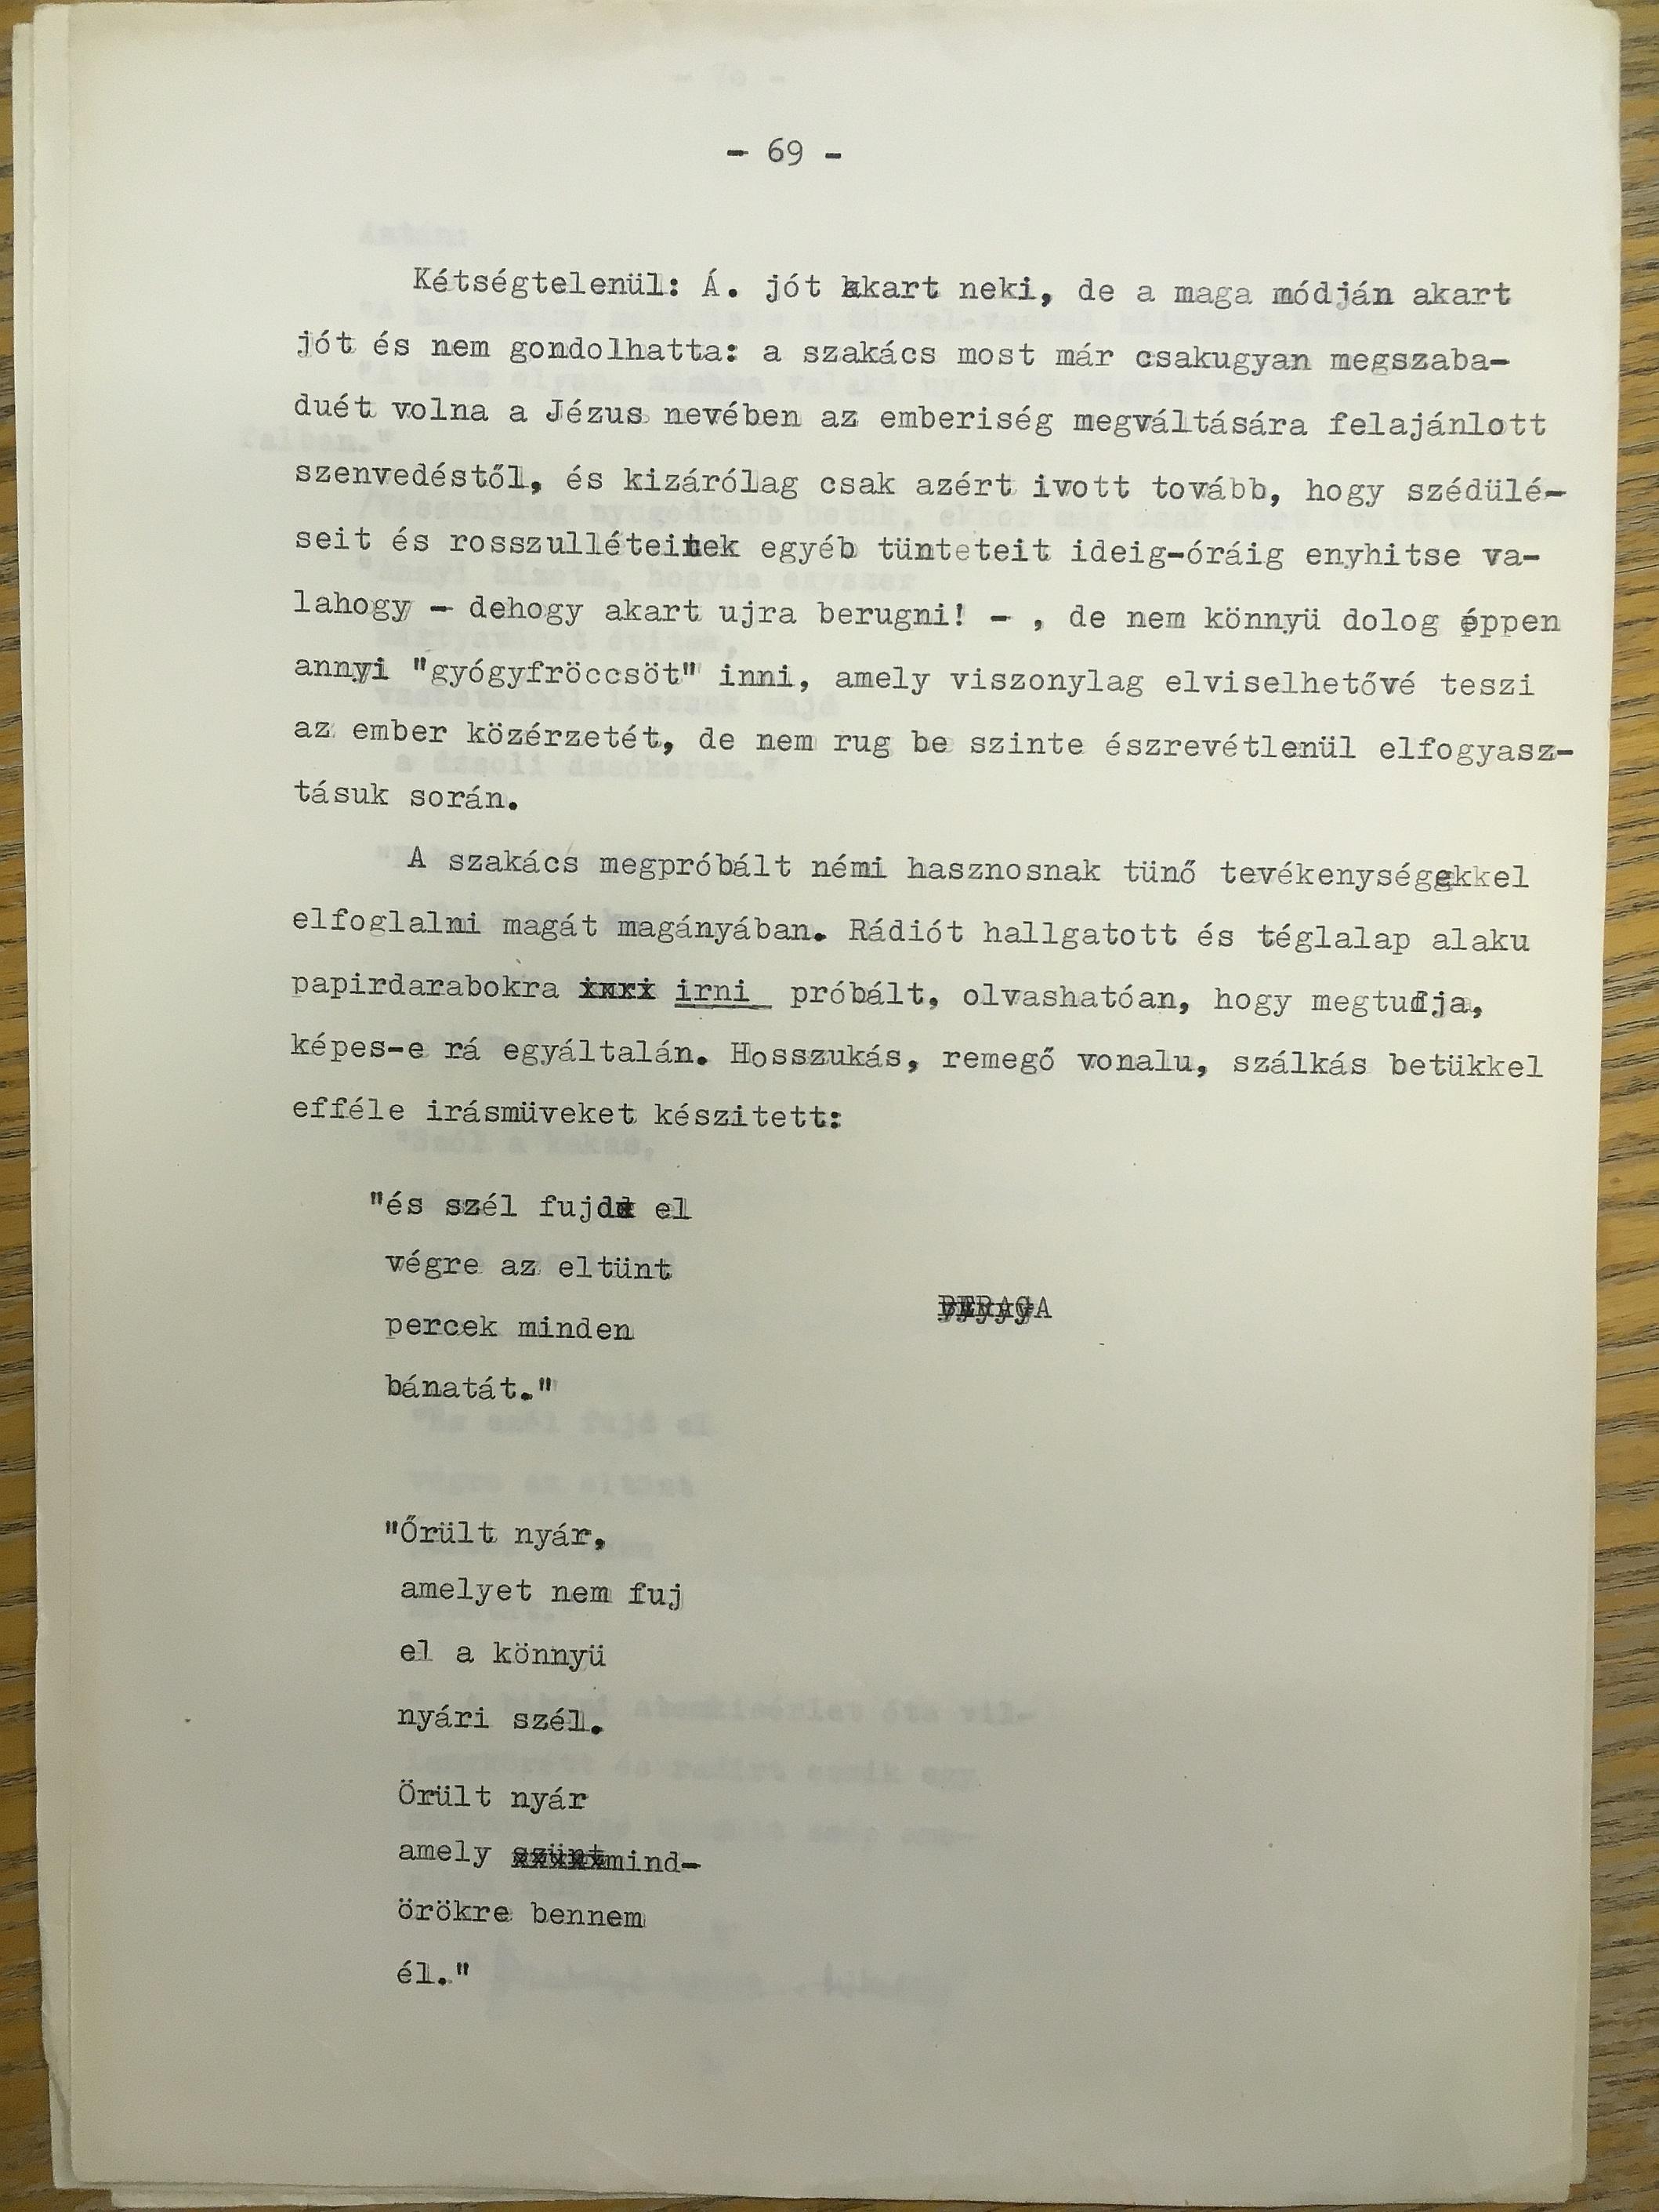 - 69 -
Kétségtelenül: Á. jót akart neki, de a maga módján akart
jót és nem gondolhatta: a szakács most már csakugyan megszaba-
duét volna a Jézus nevében az emberiség megváltására felajánlott
szenvedéstől, és kizárólag csak azért ivott tovább, hogy szédülé-
seit és rosszulléteinek egyéb tünteteit ideig-óráig enyhitse va-
lahogy - dehogy akart ujra berugni! - , de nem könnyü dolog éppen
annyi "gyógyfröccsöt" inni, amely viszonylag elviselhetővé teszi
az ember közérzetét, de nem rug be szinte észrevétlenül elfogyasz-
tásuk során.
A szakács megpróbált némi hasznosnak tünő tevékenységekkel
elfoglalni magát magányában. Rádiót hallgatott és téglalap alaku
papirdarabokra irni próbált, olvashatóan, hogy megtudja,
képes-e rá egyáltalán. Hosszukás, remegő vonalu, szálkás betükkel
efféle irásmüveket készitett:
"és szél fujd el
végre az eltünt
percek minden
bánatát."
"Őrült nyár,
amelyet nem fuj
el a könnyü
nyári szél.
Örült nyár
amely szünt mind-
örökre bennem
él."